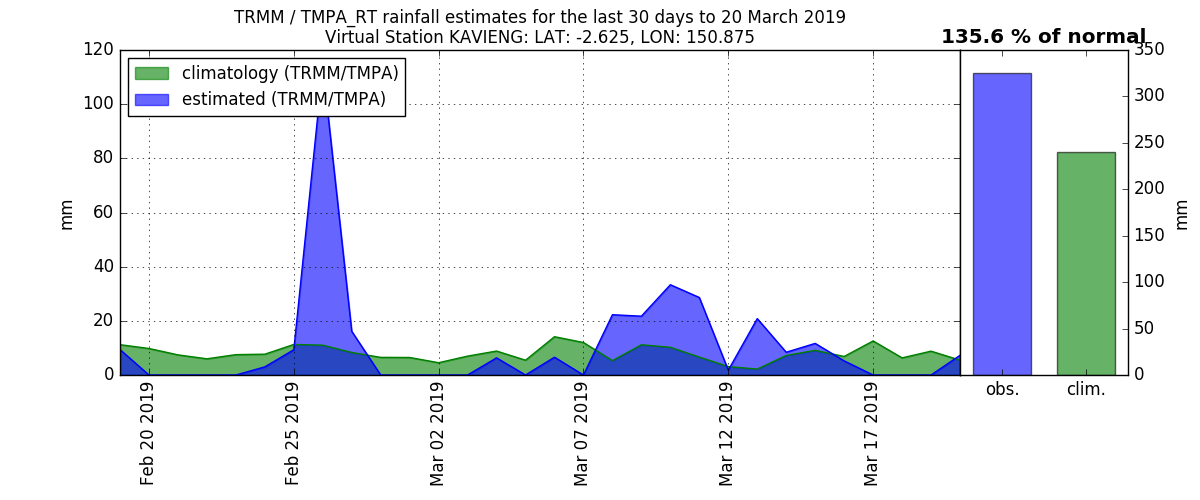 TRMM / TMPA_RT rainfall estimates for the last 30 days to 20 March 2019
Virtual Station KAVIENG: LAT: -2.625, LON: 150.875
135.6 % of normal
climatology (TRMM/TMPA)
estimated (TRMM/TMPA)
120
100
80
60
40
20
0
mm
Feb 20 2019
Feb 25 2019
Mar 02 2019
Mar 07 2019
Mar 12 2019
Mar 17 2019
350
300
250
200
150
100
50
0
mm
obs.
clim.